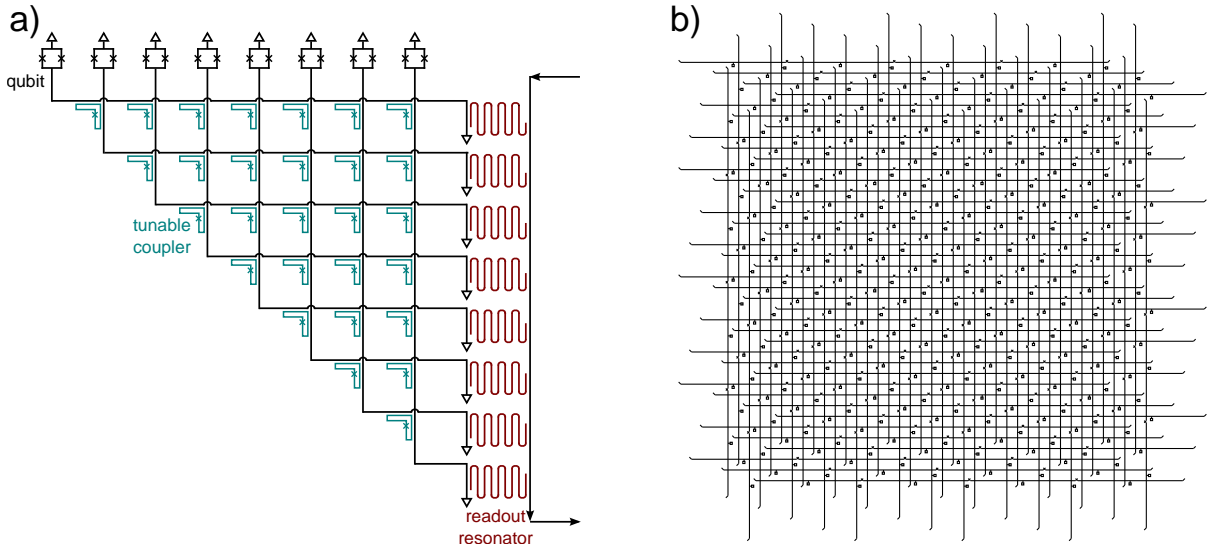 a)
b)
qubit
tunable
coupler
readout
resonator